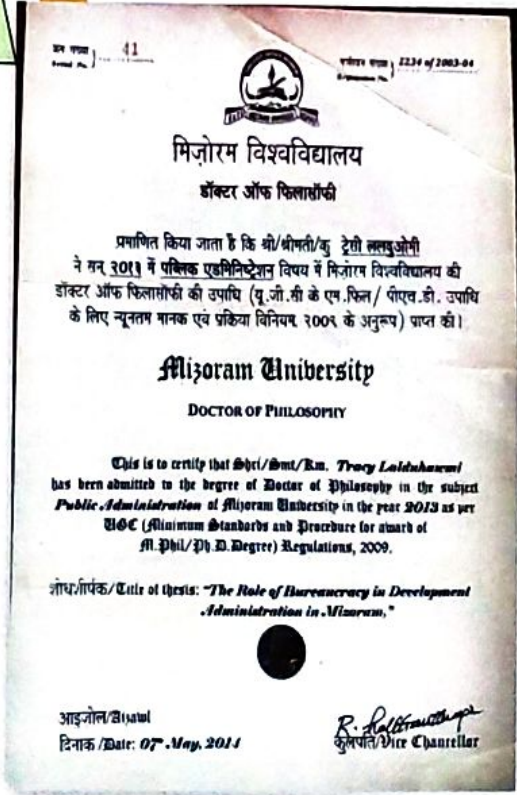 क्रम संख्या
Serial No. 41
पंजीयन संख्या
Registration No. 1234 of 2003-04
मिज़ोरम विश्वविद्यालय
डॉक्टर ऑफ फिलासॉफी
प्रमाणित किया जाता है कि श्री/श्रीमती/कु ट्रेसी ललदुओमी
ने सन् २०१३ में पब्लिक एडमिनिस्ट्रेशन विषय में मिज़ोरम विश्वविद्यालय की
डॉक्टर ऑफ फिलासॉफी की उपाधि (यू.जी.सी के एम.फिल/ पीएच.डी. उपाधि
के लिए न्यूनतम मानक एवं प्रकिया विनियम, २००९ के अनुरूप) प्राप्त की।
Mizoram University
DOCTOR OF PHILOSOPHY
This is to certify that Shri/Smt/Km. Tracy Lalduhawmi
has been admitted to the degree of Doctor of Philosophy in the subject
Public Administration of Mizoram University in the year 2013 as per
UGC (Minimum Standards and Procedure for award of
M.Phil/Ph.D.Degree) Regulations, 2009.
शोधशीर्षक/Title of thesis: "The Role of Bureaucracy in Development
Administration in Mizoram,"
आइजोल/Aizawl
दिनाक /Date: 07th May, 2014
कुलपति/Vice Chancellor